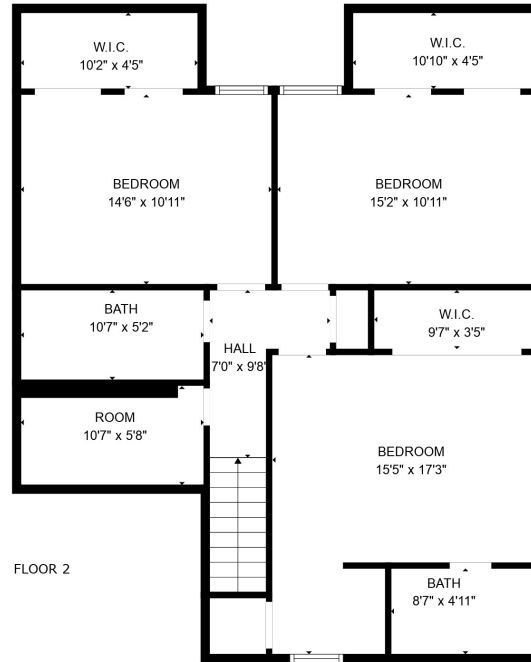 W.I.C.
10'2" x 4'5"
W.I.C.
10'10" x 4'5"
BEDROOM
14'6" x 10'11"
BEDROOM
15'2" x 10'11"
BATH
10'7" x 5'2"
HALL
7'0" x 9'8"
W.I.C.
9'7" x 3'5"
ROOM
10'7" x 5'8"
BEDROOM
15'5" x 17'3"
FLOOR 2
BATH
8'7" x 4'11"